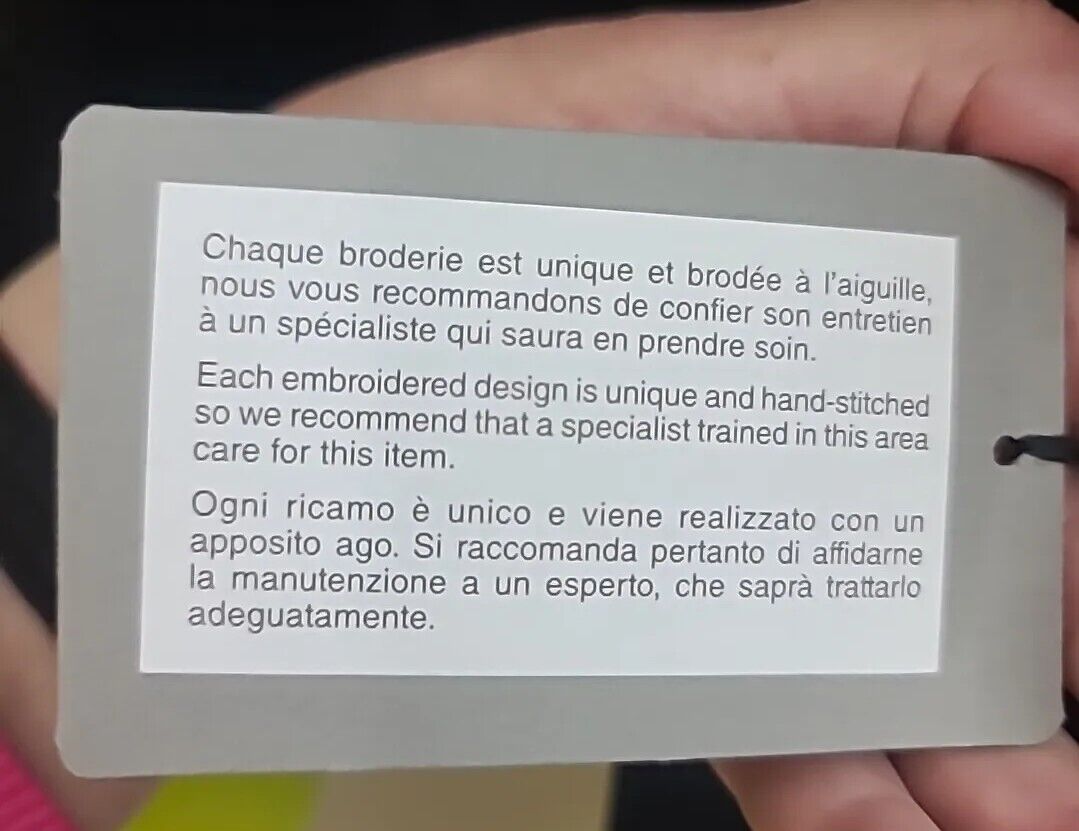 Chaque broderie est unique et brodée à l'aiguille,
nous vous recommandons de confier son entretien
à un spécialiste qui saura en prendre soin.
Each embroidered design is unique and hand-stitched
so we recommend that a specialist trained in this area
care for this item.
Ogni ricamo è unico e viene realizzato con un
apposito ago. Si raccomanda pertanto di affidarne
la manutenzione a un esperto, che saprà trattarlo
adeguatamente.